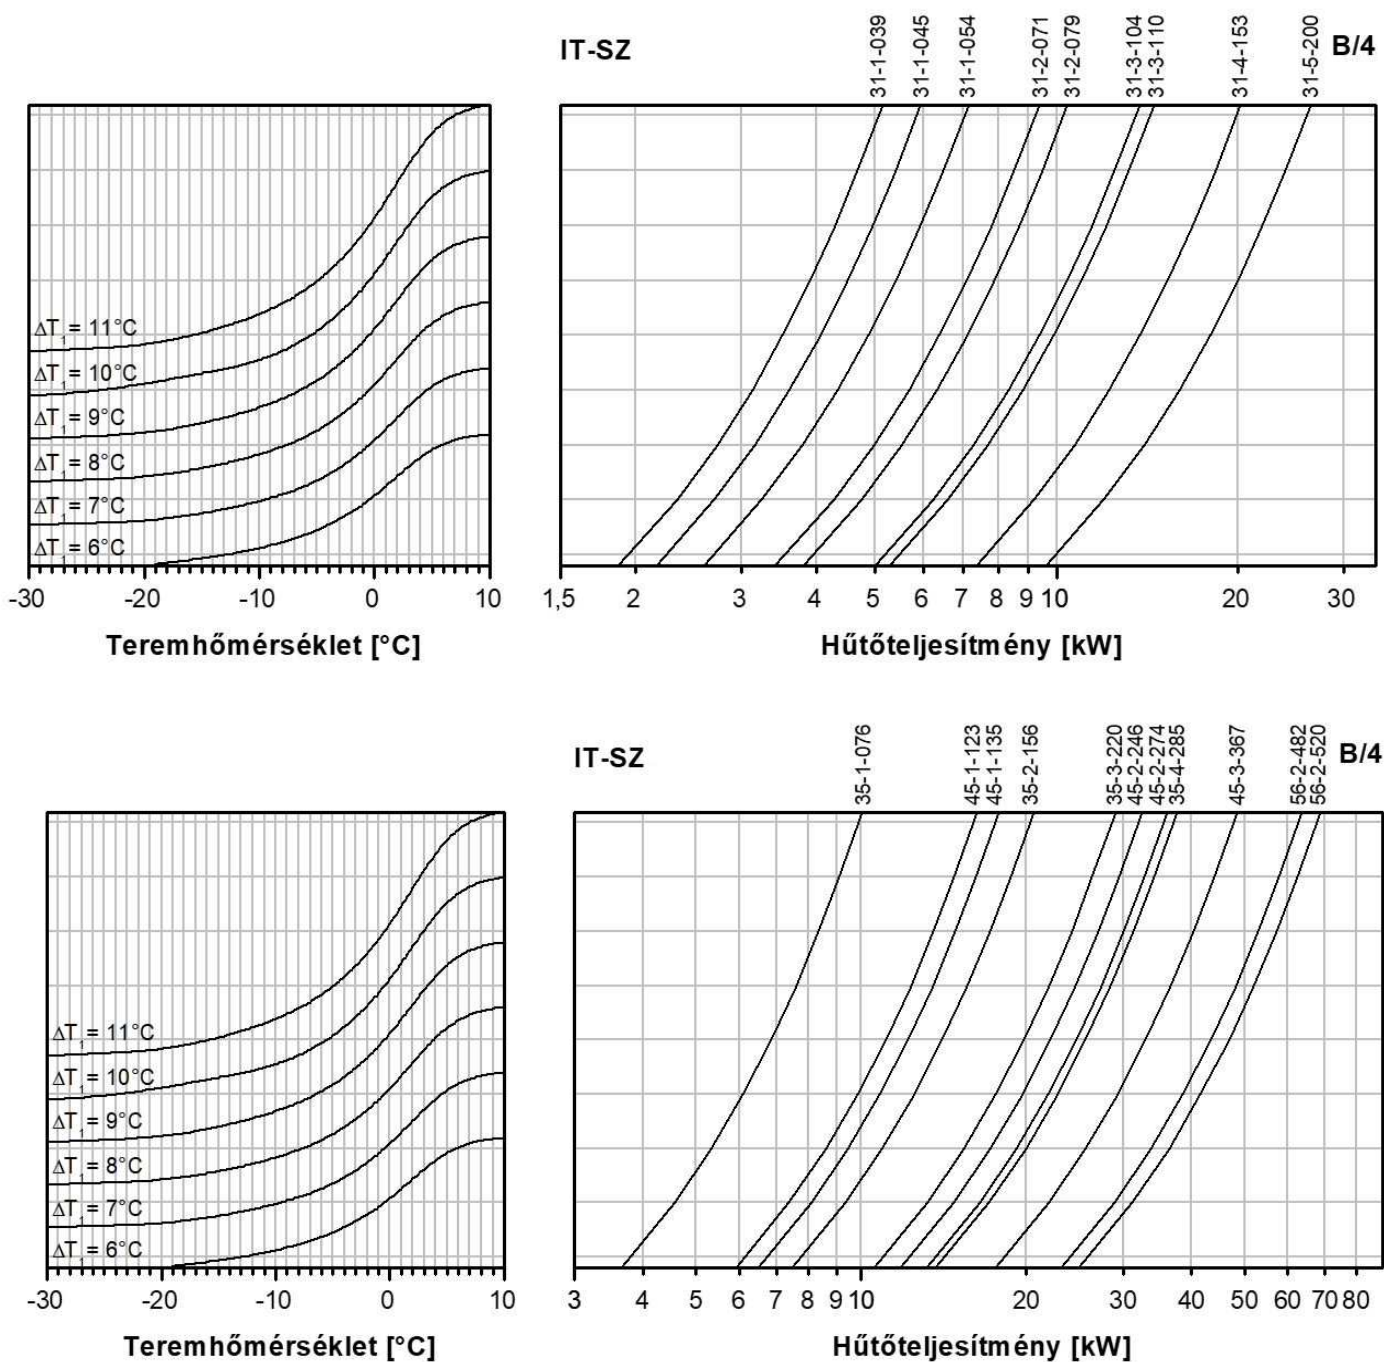 IT-SZ
31-1-039
31-1-045
31-1-054
31-2-071
31-2-079
31-3-104
31-3-110
31-4-153
31-5-200
B/4
ΔT₁ = 11°C
ΔT₁ = 10°C
ΔT₁ = 9°C
ΔT₁ = 8°C
ΔT₁ = 7°C
ΔT₁ = 6°C
-30 -20 -10 0 10
Teremhőmérséklet [°C]
1,5 2 3 4 5 6 7 8 9 10 20 30
Hűtőteljesítmény [kW]
IT-SZ
35-1-076
45-1-123
45-1-135
35-2-156
35-3-220
45-2-246
45-2-274
35-4-285
45-3-367
56-2-482
56-2-520
B/4
ΔT₁ = 11°C
ΔT₁ = 10°C
ΔT₁ = 9°C
ΔT₁ = 8°C
ΔT₁ = 7°C
ΔT₁ = 6°C
-30 -20 -10 0 10
Teremhőmérséklet [°C]
3 4 5 6 7 8 9 10 20 30 40 50 60 70 80
Hűtőteljesítmény [kW]